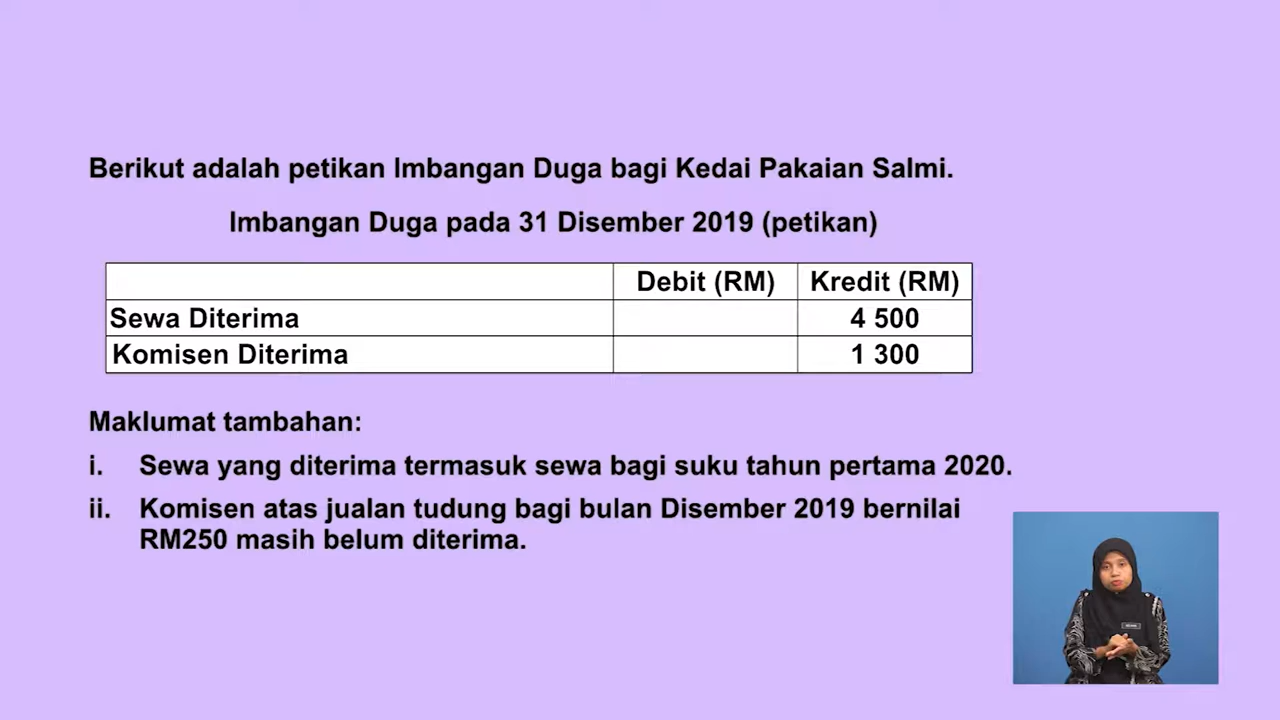 Berikut adalah petikan Imbangan Duga bagi Kedai Pakaian Salmi.
Imbangan Duga pada 31 Disember 2019 (petikan)
Debit (RM) Kredit (RM)
Sewa Diterima 4 500
Komisen Diterima 1 300
Maklumat tambahan:
i. Sewa yang diterima termasuk sewa bagi suku tahun pertama 2020.
ii. Komisen atas jualan tudung bagi bulan Disember 2019 bernilai
RM250 masih belum diterima.